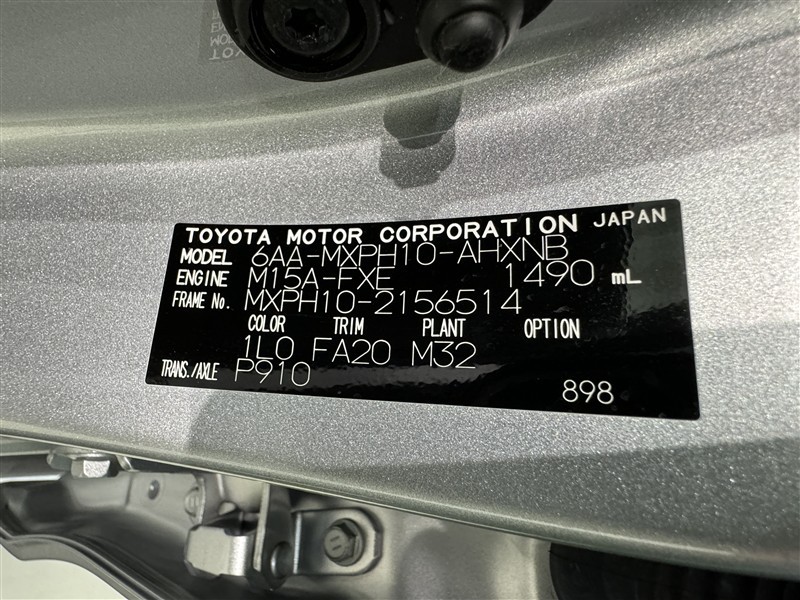 TOYOTA MOTOR CORPORATION JAPAN
MODEL 6AA-MXPH10-AHXNB
ENGINE M15A-FXE 1490 mL
FRAME No. MXPH10-2156514
COLOR TRIM PLANT OPTION
1L0 FA20 M32
TRANS./AXLE P910
898